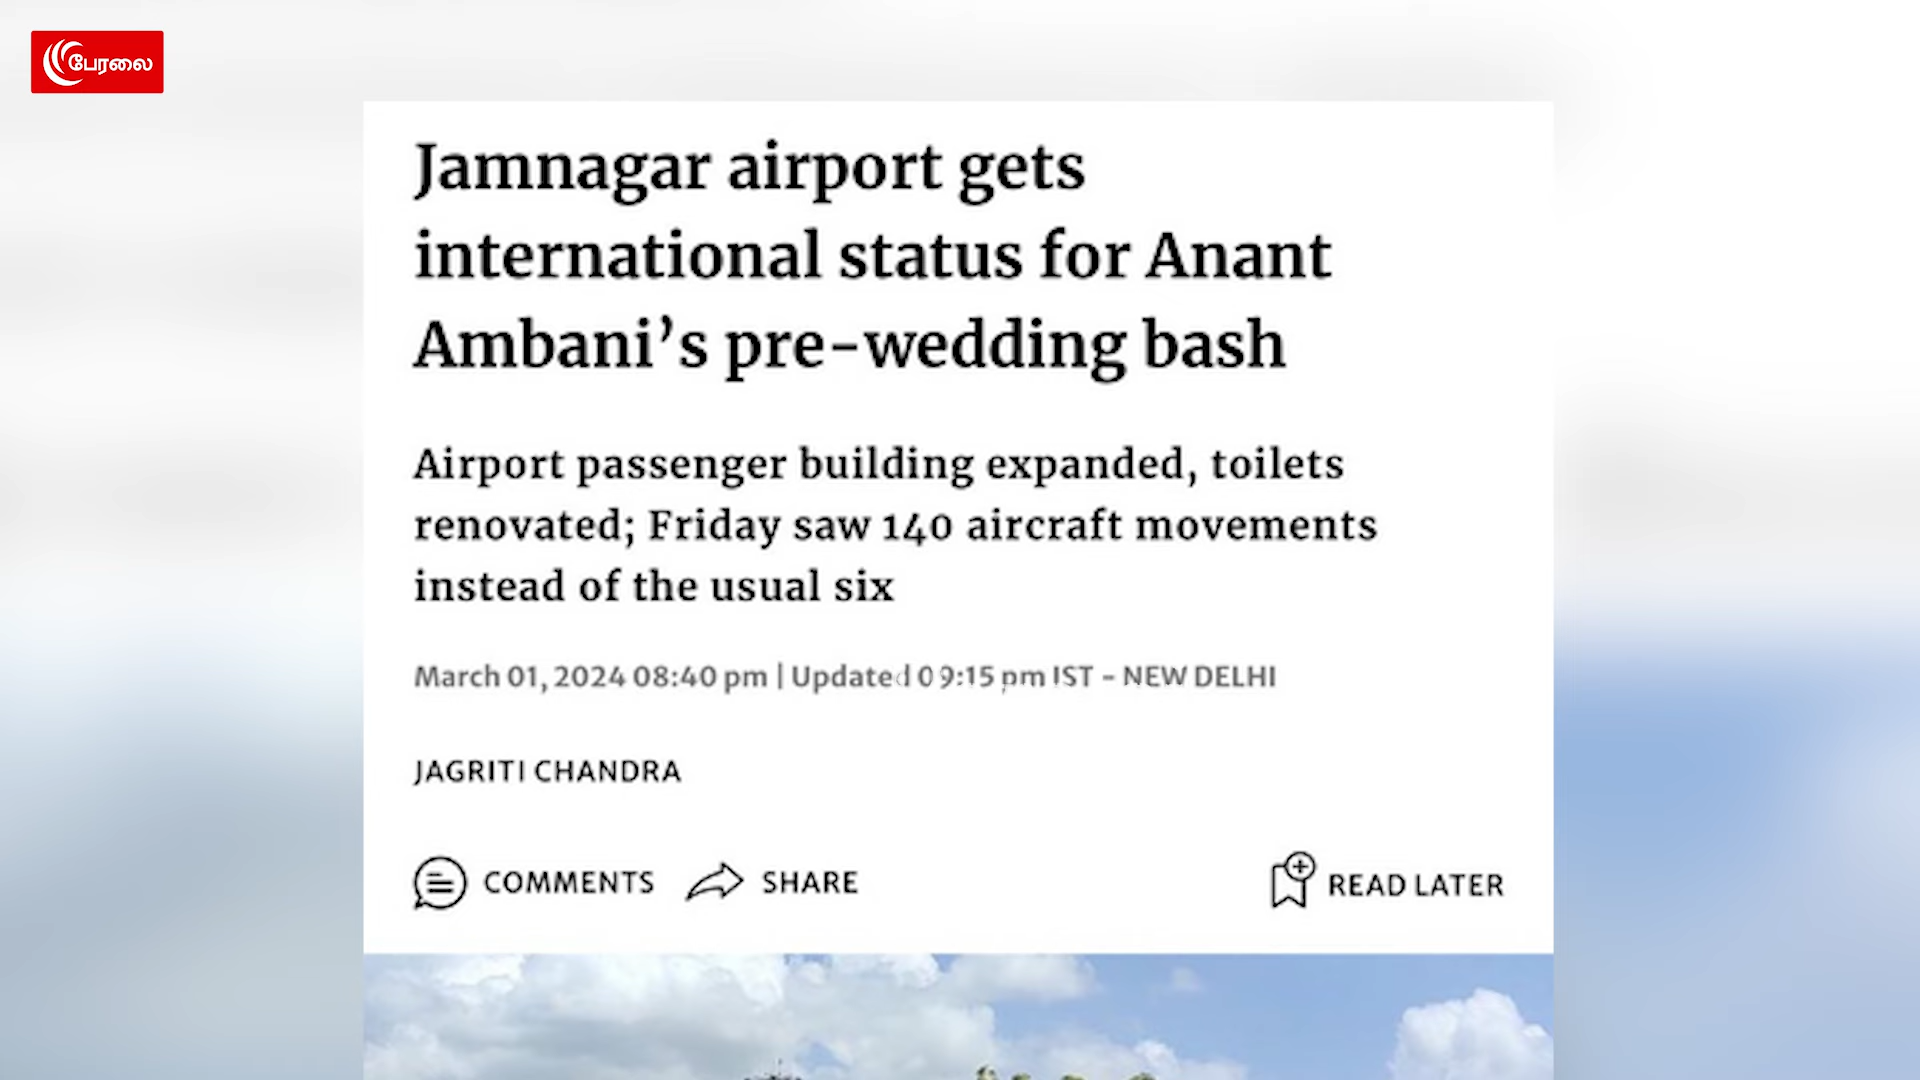 பேரலை
Jamnagar airport gets
international status for Anant
Ambani’s pre-wedding bash
Airport passenger building expanded, toilets
renovated; Friday saw 140 aircraft movements
instead of the usual six
March 01, 2024 08:40 pm | Updated 09:15 pm IST - NEW DELHI
JAGRITI CHANDRA
COMMENTS SHARE READ LATER